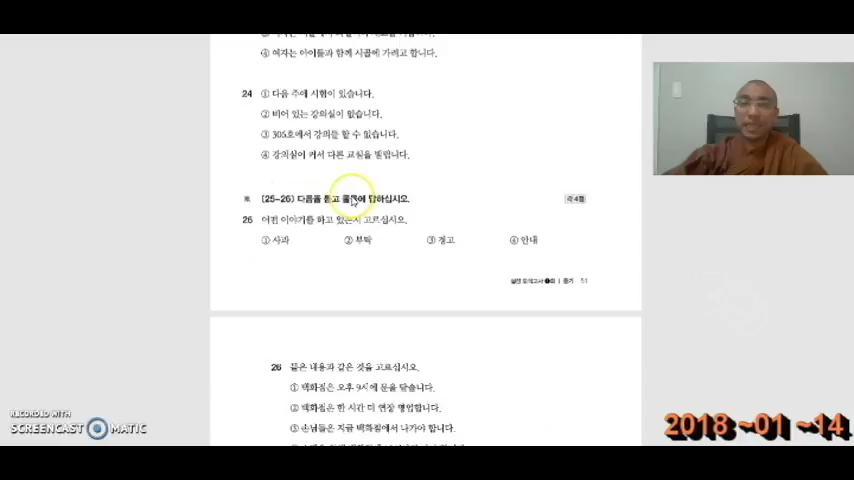 ④ 여자는 아이들과 함께 시골에 가려고 합니다.
24 ① 다음 주에 시험이 있습니다.
② 비어 있는 강의실이 없습니다.
③ 305호에서 강의를 할 수 없습니다.
④ 강의실이 커서 다른 교실을 빌립니다.
※ [25~26] 다음을 듣고 물음에 답하십시오. 각 4점
어떤 이야기를 하고 있는지 고르십시오.
① 사과 ② 부탁 ③ 경고 ④ 안내
실전 모의고사 ❶회 | 중기 51
26 들은 내용과 같은 것을 고르십시오.
① 백화점은 오후 9시에 문을 닫습니다.
② 백화점은 한 시간 더 연장 영업합니다.
③ 손님들은 지금 백화점에서 나가야 합니다.
RECORDED WITH
SCREENCAST MATIC
2018 ~01 ~14